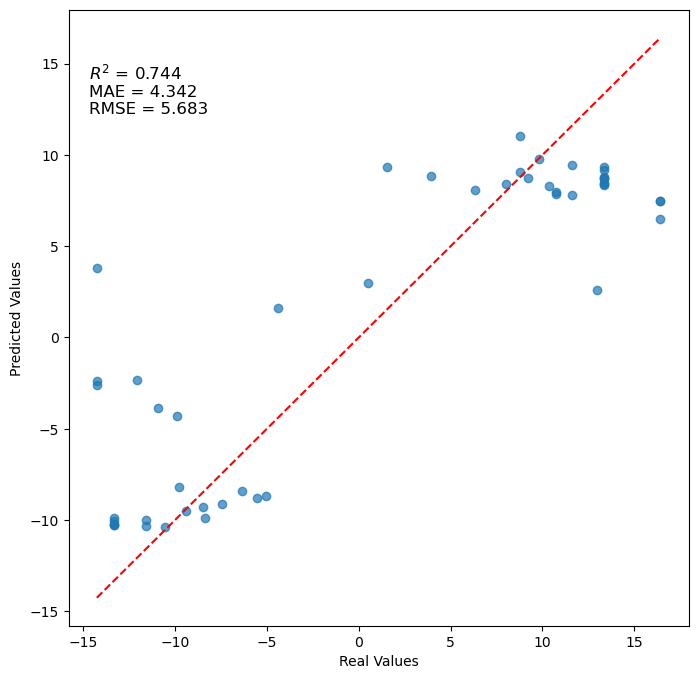 R² = 0.744
MAE = 4.342
RMSE = 5.683
15
10
5
0
−5
−10
−15
Predicted Values
−15 −10 −5 0 5 10 15
Real Values